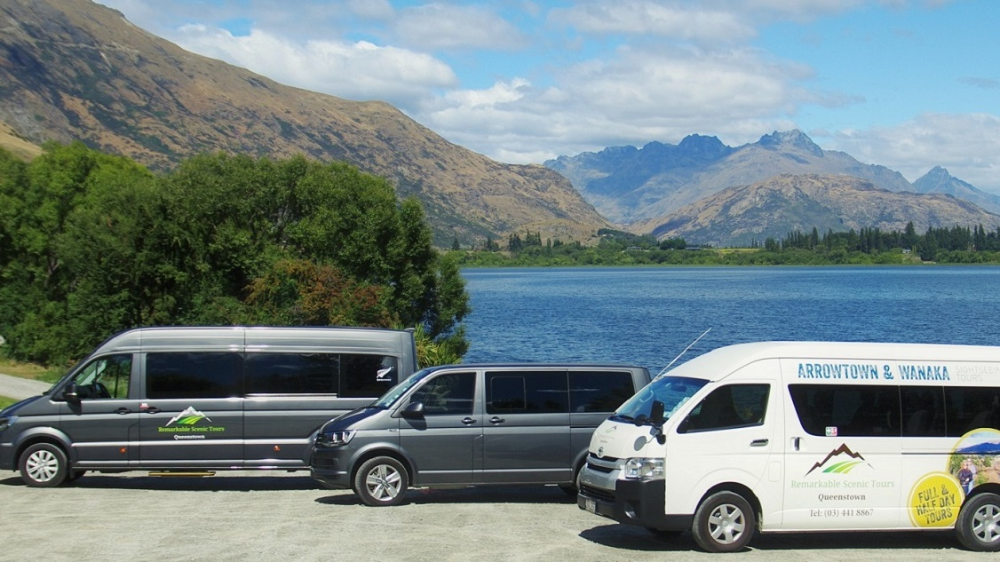 Remarkable Scenic Tours
Queenstown
ARROWTOWN & WANAKA SIGHTSEEING
TOURS
Remarkable Scenic Tours
Queenstown
Tel: (03) 441 8867
FULL &
HALF DAY
TOURS